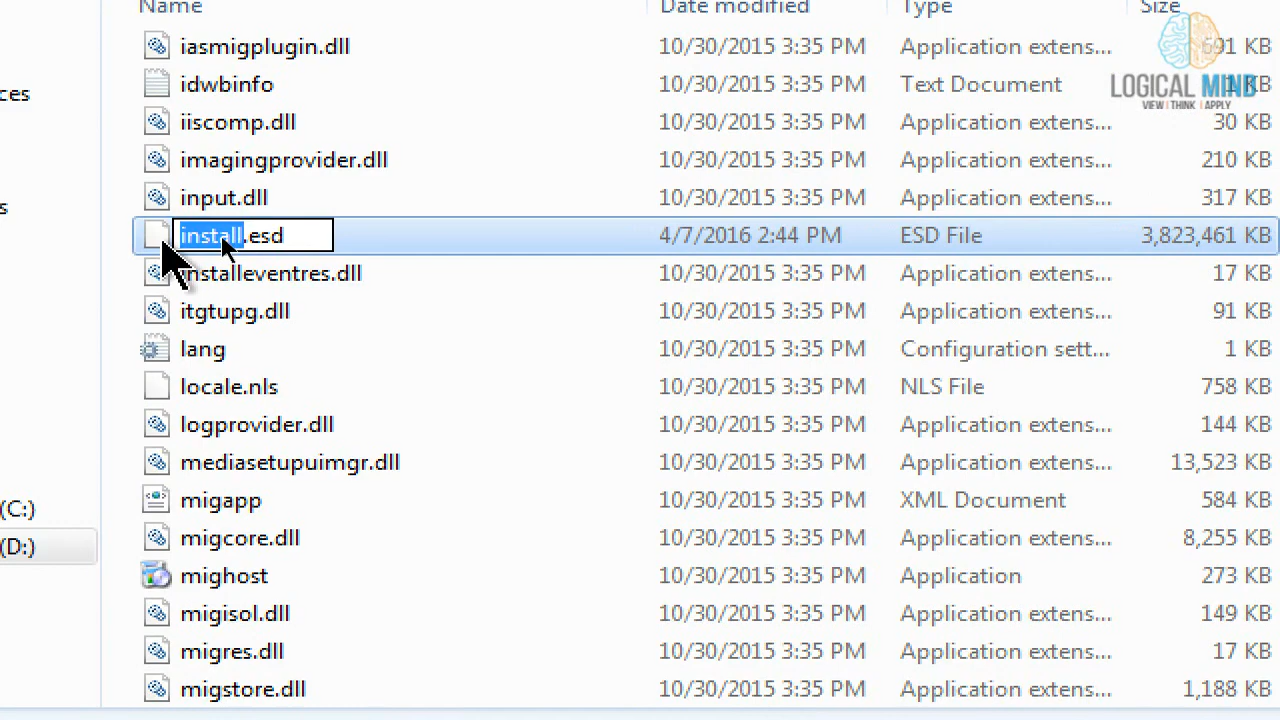 Name Date modified Type Size
iasmigplugin.dll 10/30/2015 3:35 PM Application extens... 691 KB
idwbinfo 10/30/2015 3:35 PM Text Document 1 KB
iiscomp.dll 10/30/2015 3:35 PM Application extens... 30 KB
imagingprovider.dll 10/30/2015 3:35 PM Application extens... 210 KB
input.dll 10/30/2015 3:35 PM Application extens... 317 KB
install.esd 4/7/2016 2:44 PM ESD File 3,823,461 KB
installeventres.dll 10/30/2015 3:35 PM Application extens... 17 KB
itgtupg.dll 10/30/2015 3:35 PM Application extens... 91 KB
lang 10/30/2015 3:35 PM Configuration sett... 1 KB
locale.nls 10/30/2015 3:35 PM NLS File 758 KB
logprovider.dll 10/30/2015 3:35 PM Application extens... 144 KB
mediasetupuimgr.dll 10/30/2015 3:35 PM Application extens... 13,523 KB
migapp 10/30/2015 3:35 PM XML Document 584 KB
migcore.dll 10/30/2015 3:35 PM Application extens... 8,255 KB
mighost 10/30/2015 3:35 PM Application 273 KB
migisol.dll 10/30/2015 3:35 PM Application extens... 149 KB
migres.dll 10/30/2015 3:35 PM Application extens... 17 KB
migstore.dll 10/30/2015 3:35 PM Application extens... 1,188 KB
ces
s
(C:)
(D:)
LOGICAL MIND
VIEW | THINK | APPLY